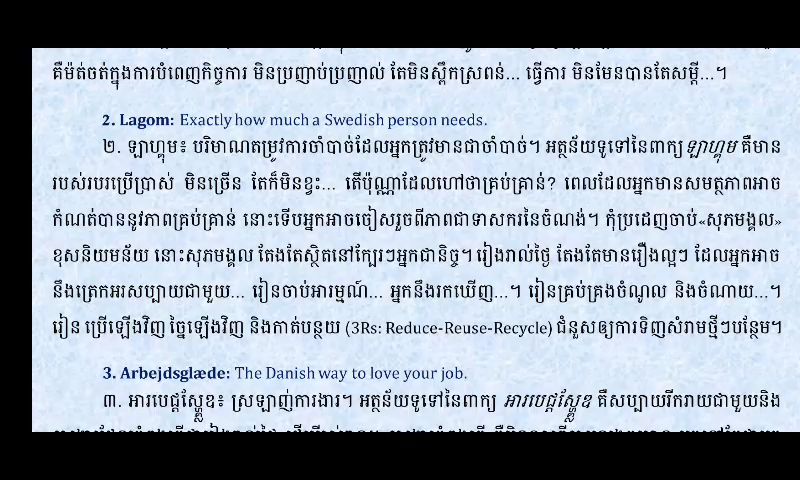 គឺម៉ត់ចត់ក្នុងការបំពេញកិច្ចការ មិនប្រញាប់ប្រញាល់ តែមិនស្ពឹកស្រពន់... ធ្វើការ មិនមែនបានតែសម្តី...។
2. Lagom: Exactly how much a Swedish person needs.
២. ឡាហ្គុម៖ បរិមាណតម្រូវការចាំបាច់ដែលអ្នកត្រូវមានជាចាំបាច់។ អត្ថន័យទូទៅនៃពាក្យ ឡាហ្គុម គឺមាន
របស់របរប្រើប្រាស់ មិនច្រើន តែក៏មិនខ្វះ... តើប៉ុណ្ណាដែលហៅថាគ្រប់គ្រាន់? ពេលដែលអ្នកមានសមត្ថភាពអាច
កំណត់បាននូវភាពគ្រប់គ្រាន់ នោះទើបអ្នកអាចចៀសរួចពីភាពជាទាសករនៃចំណង់។ កុំប្រដេញចាប់«សុភមង្គល»
ខុសនិយមន័យ នោះសុភមង្គល តែងតែស្ថិតនៅក្បែរៗអ្នកជានិច្ច។ រៀងរាល់ថ្ងៃ តែងតែមានរឿងល្អៗ ដែលអ្នកអាច
នឹងត្រេកអរសប្បាយជាមួយ... រៀនចាប់អារម្មណ៍... អ្នកនឹងរកឃើញ...។ រៀនគ្រប់គ្រងចំណូល និងចំណាយ...។
រៀន ប្រើឡើងវិញ ច្នៃឡើងវិញ និងកាត់បន្ថយ (3Rs: Reduce-Reuse-Recycle) ជំនួសឲ្យការទិញសំរាមថ្មីៗបន្ថែម។
3. Arbejdsglæde: The Danish way to love your job.
៣. អារបេជ្តស្ហ្គឡេឌ៖ ស្រឡាញ់ការងារ។ អត្ថន័យទូទៅនៃពាក្យ អារបេជ្តស្ហ្គឡេឌ គឺសប្បាយរីករាយជាមួយនិង